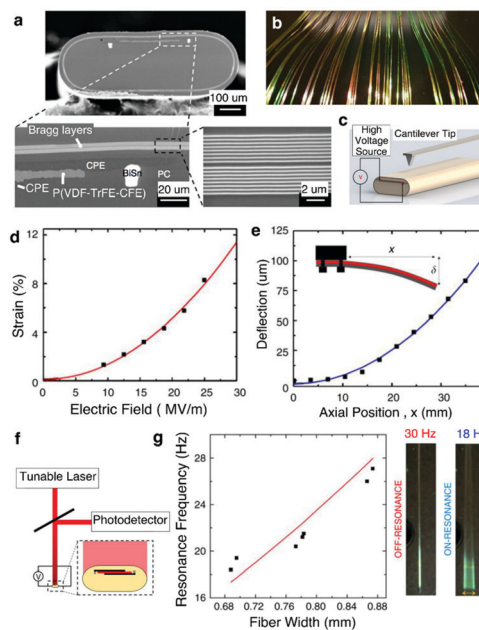 a
100 um
Bragg layers
CPE
BiSn
PC
CPE
P(VDF-TrFE-CFE)
20 um
2 um
b
c
High
Voltage
Source
Cantilever Tip
V
d
Strain (%)
12
8
4
0
0 5 10 15 20 25 30
Electric Field ( MV/m)
e
Deflection (um)
100
75
50
25
0
x
δ
0 10 20 30
Axial Position , x (mm)
f
Tunable Laser
Photodetector
V
g
Resonance Frequency (Hz)
28
24
20
16
0.68 0.72 0.76 0.80 0.84 0.88
Fiber Width (mm)
30 Hz
OFF-RESONANCE
18 H
ON-RESONANCE